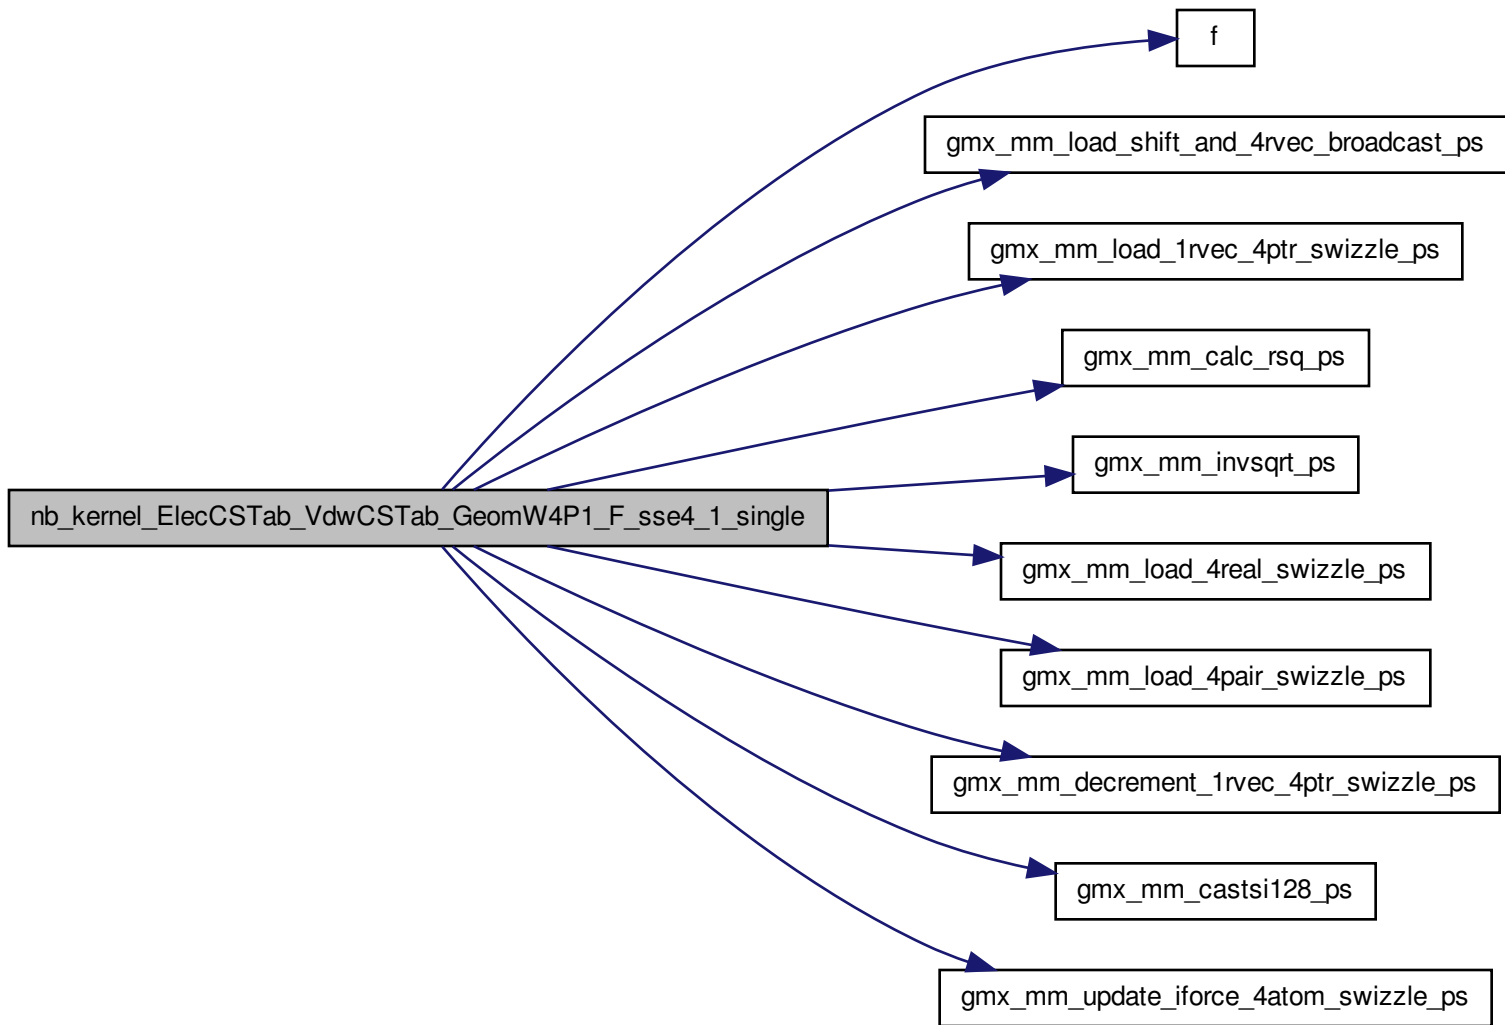 f
gmx_mm_load_shift_and_4rvec_broadcast_ps
gmx_mm_load_1rvec_4ptr_swizzle_ps
gmx_mm_calc_rsq_ps
gmx_mm_invsqrt_ps
nb_kernel_ElecCSTab_VdwCSTab_GeomW4P1_F_sse4_1_single
gmx_mm_load_4real_swizzle_ps
gmx_mm_load_4pair_swizzle_ps
gmx_mm_decrement_1rvec_4ptr_swizzle_ps
gmx_mm_castsi128_ps
gmx_mm_update_iforce_4atom_swizzle_ps